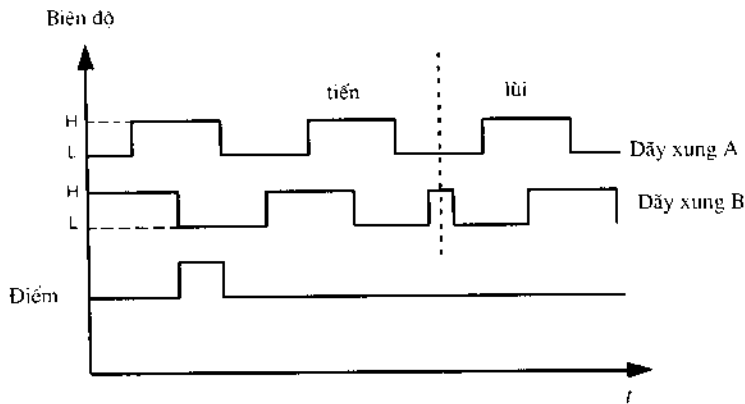 Biên độ
tiến
lùi
H
L
Dãy xung A
H
L
Dãy xung B
Điểm
t